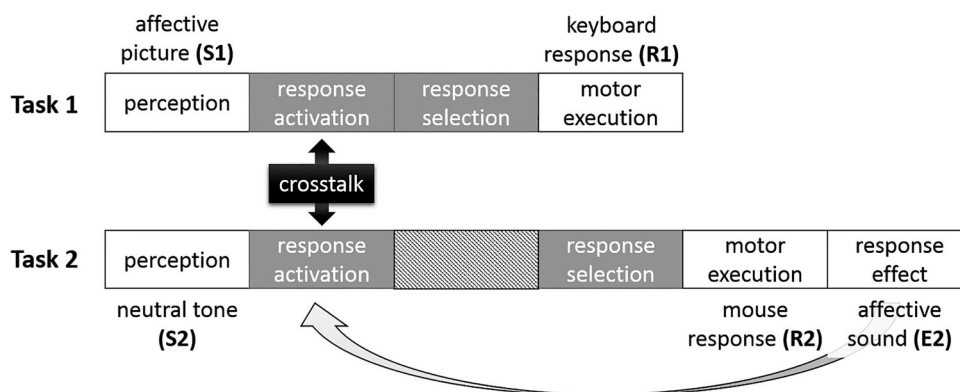 affective
picture (S1)
keyboard
response (R1)
Task 1
perception
response
activation
response
selection
motor
execution
crosstalk
Task 2
perception
response
activation
response
selection
motor
execution
response
effect
neutral tone
(S2)
mouse
response (R2)
affective
sound (E2)